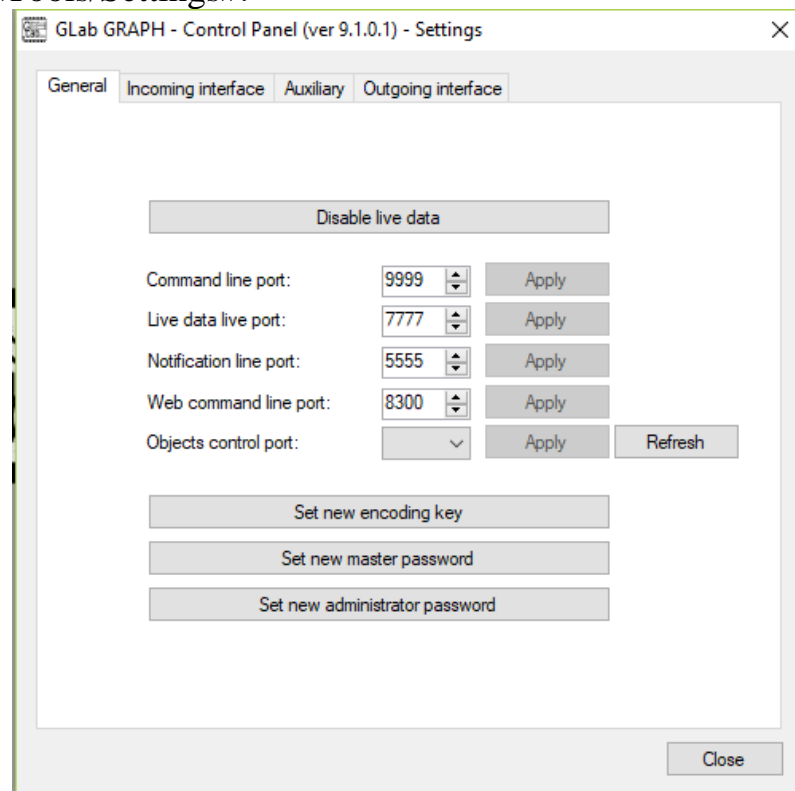 Tools/Settings».
GLab GRAPH - Control Panel (ver 9.1.0.1) - Settings
General Incoming interface Auxiliary Outgoing interface
Disable live data
Command line port: 9999 Apply
Live data live port: 7777 Apply
Notification line port: 5555 Apply
Web command line port: 8300 Apply
Objects control port: Apply Refresh
Set new encoding key
Set new master password
Set new administrator password
Close